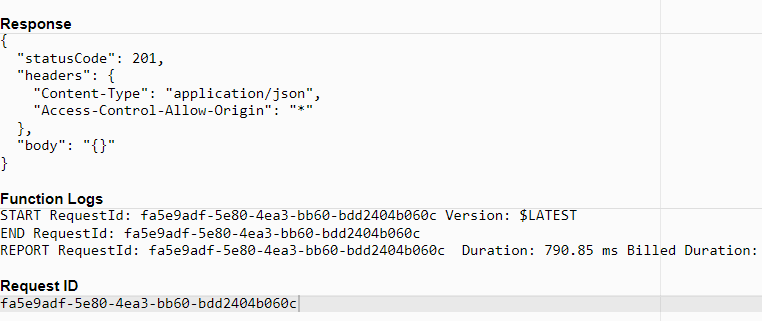 Response
{
  "statusCode": 201,
  "headers": {
    "Content-Type": "application/json",
    "Access-Control-Allow-Origin": "*"
  },
  "body": "{}"
}
Function Logs
START RequestId: fa5e9adf-5e80-4ea3-bb60-bdd2404b060c Version: $LATEST
END RequestId: fa5e9adf-5e80-4ea3-bb60-bdd2404b060c
REPORT RequestId: fa5e9adf-5e80-4ea3-bb60-bdd2404b060c  Duration: 790.85 ms Billed Duration:
Request ID
fa5e9adf-5e80-4ea3-bb60-bdd2404b060c